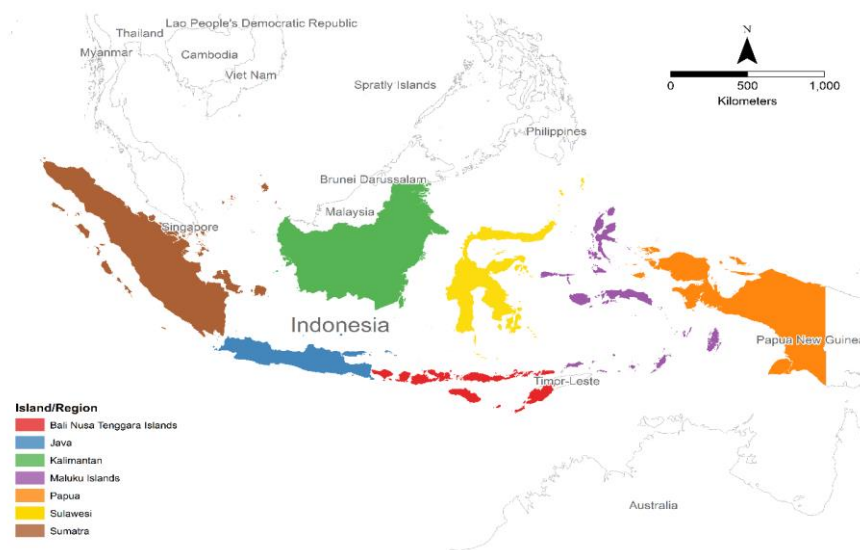 Lao People's Democratic Republic
Thailand
Myanmar
Cambodia
Viet Nam
Spratly Islands
Philippines
N
0 500 1,000
Kilometers
Brunei Darussalam
Malaysia
Singapore
Indonesia
Papua New Guinea
Timor-Leste
Australia
Island/Region
Bali Nusa Tenggara Islands
Java
Kalimantan
Maluku Islands
Papua
Sulawesi
Sumatra